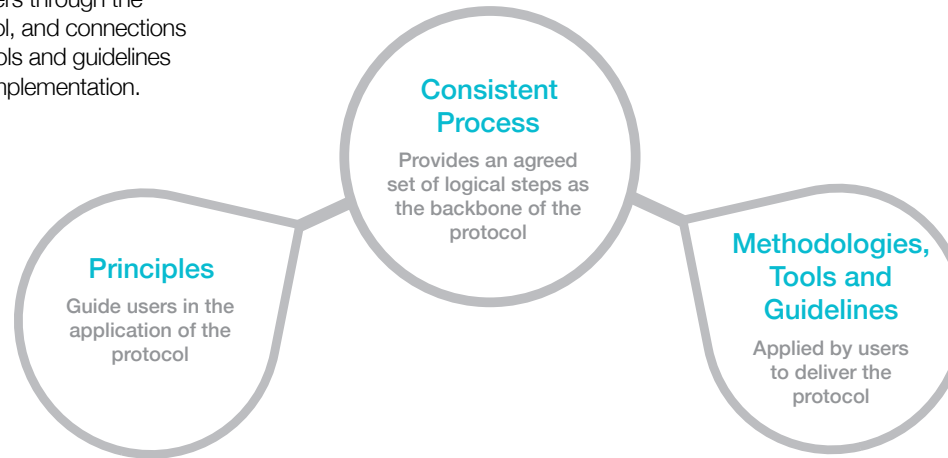 ers through the
ol, and connections
ols and guidelines
mplementation.
Consistent
Process
Provides an agreed
set of logical steps as
the backbone of the
protocol
Principles
Guide users in the
application of the
protocol
Methodologies,
Tools and
Guidelines
Applied by users
to deliver the
protocol